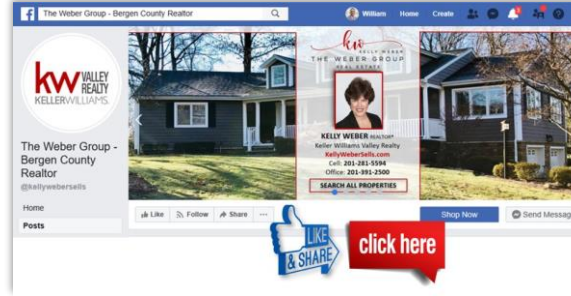 The Weber Group - Bergen County Realtor
William
Home
Create
kw
KELLY WEBER
THE WEBER GROUP
REAL ESTATE
kw VALLEY
REALTY
KELLERWILLIAMS.
KELLY WEBER REALTOR®
Keller Williams Valley Realty
KellyWeberSells.com
Cell: 201-281-5594
Office: 201-391-2500
SEARCH ALL PROPERTIES
The Weber Group -
Bergen County
Realtor
@kellywebersells
Home
Posts
Like
Follow
Share
Shop Now
Send Messag
LIKE
& SHARE
click here